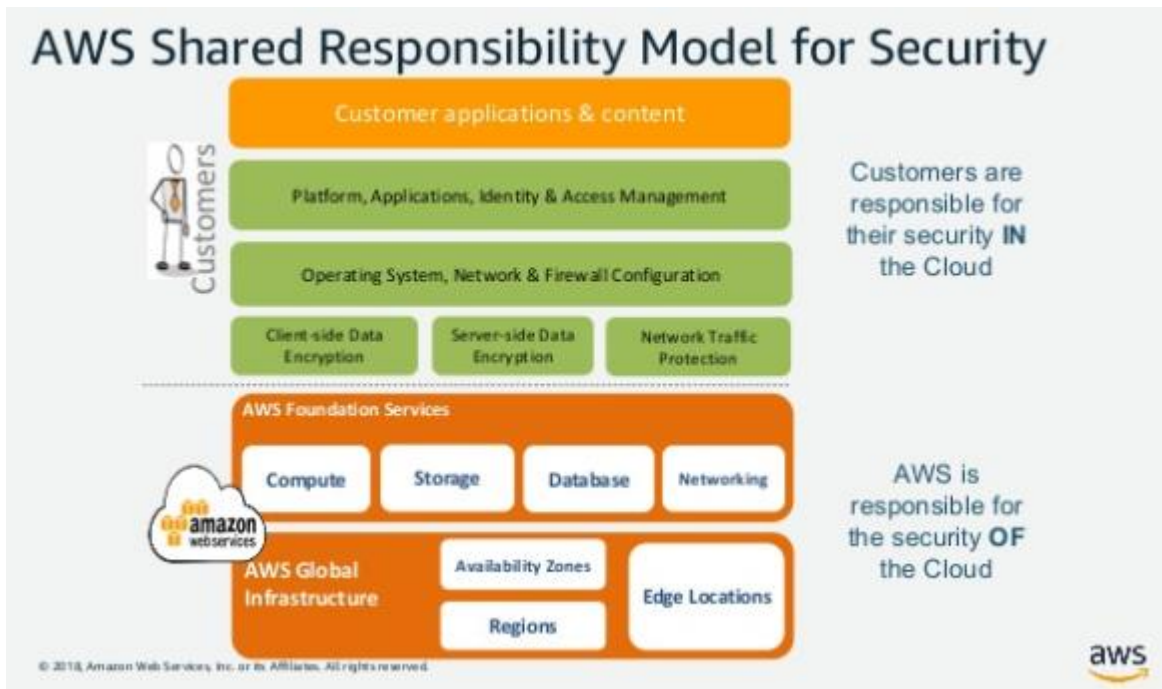 AWS Shared Responsibility Model for Security
Customer applications & content
Customers
Platform, Applications, Identity & Access Management
Operating System, Network & Firewall Configuration
Client-side Data
Encryption
Server-side Data
Encryption
Network Traffic
Protection
Customers are
responsible for
their security IN
the Cloud
AWS Foundation Services
Compute
Storage
Database
Networking
amazon
webservices
AWS Global
Infrastructure
Availability Zones
Regions
Edge Locations
AWS is
responsible for
the security OF
the Cloud
© 2018, Amazon Web Services, Inc. or its Affiliates. All rights reserved.
aws